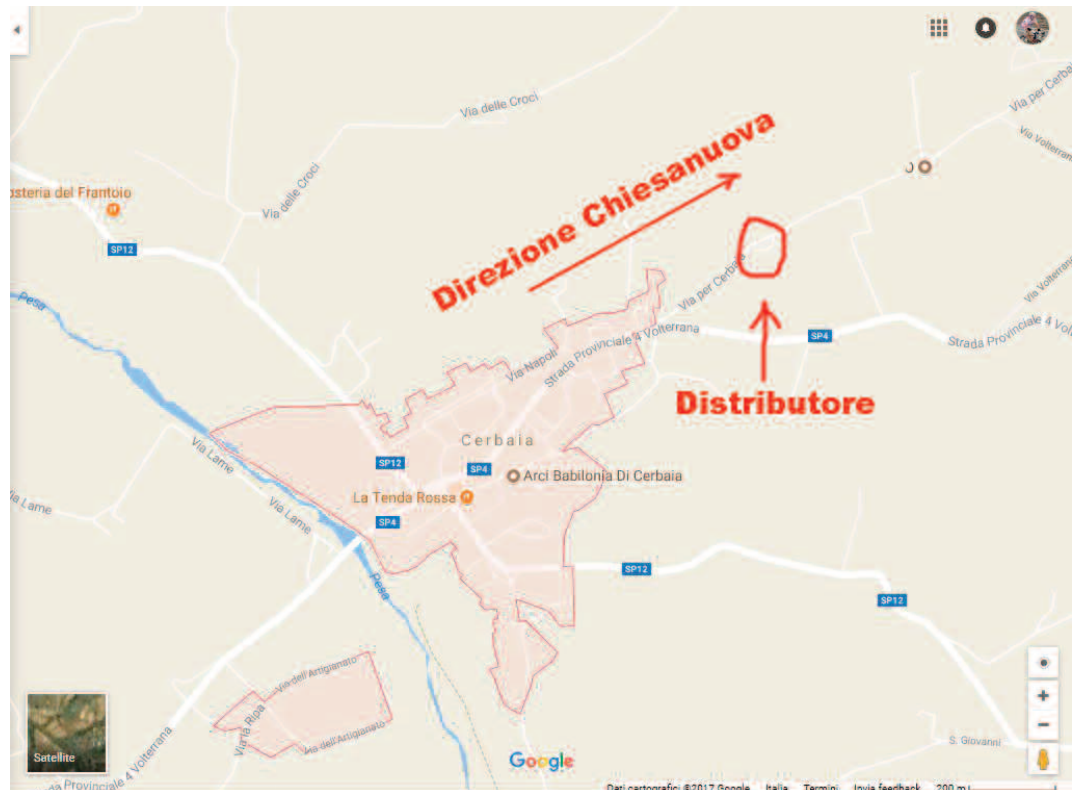 Via delle Croci
Via per Cerbaia
Via Volterrana
osteria del Frantoio
Via delle Croci
SP12
Direzione Chiesanuova
Pesa
Via per Cerbaia
Via Volterrana
Strada Provinciale 4 Volterrana
SP4
Strada Provinciale 4 Volterrana
Via Napoli
Distributore
Cerbaia
Via Lame
SP12
SP4
Arci Babilonia Di Cerbaia
La Tenda Rossa
Via Lame
Via Lame
SP4
Pesa
SP12
SP12
Via dell'Artigianato
Via la Ripa
Via dell'Artigianato
S. Giovanni
Satellite
Google
Strada Provinciale 4 Volterrana
Dati cartografici ©2017 Google Italia Termini Invia feedback 200 m